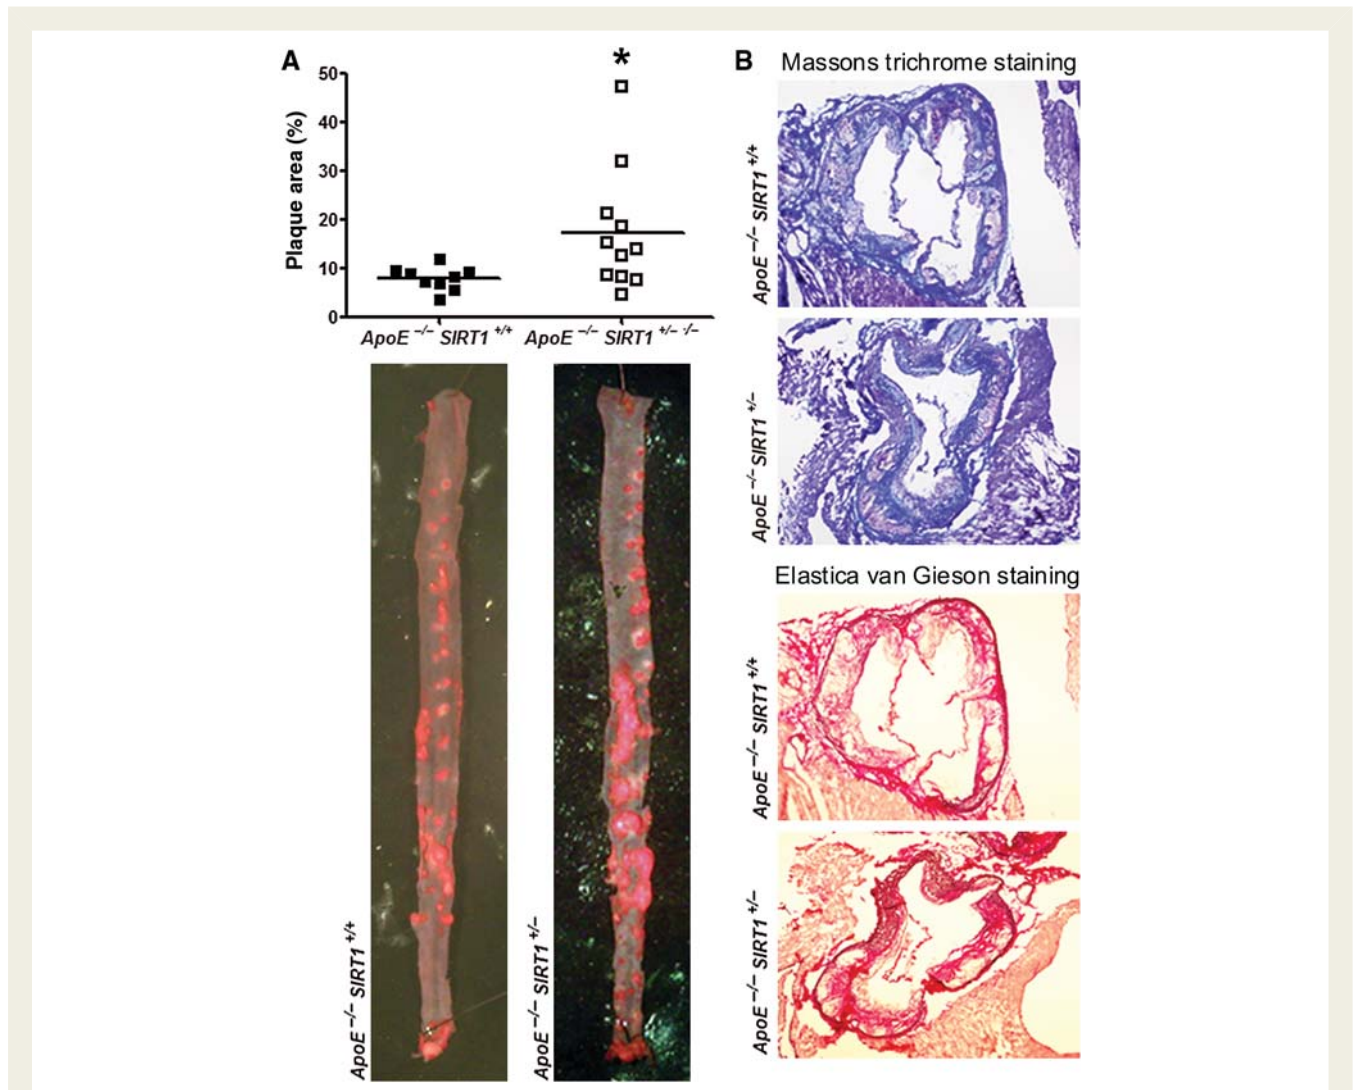 A
*
50
40
30
20
10
0
Plaque area (%)
ApoE −/− SIRT1 +/+
ApoE −/− SIRT1 +/− -/−
ApoE −/− SIRT1 +/+
ApoE −/− SIRT1 +/−
B
Massons trichrome staining
ApoE −/− SIRT1 +/+
ApoE −/− SIRT1 +/−
Elastica van Gieson staining
ApoE −/− SIRT1 +/+
ApoE −/− SIRT1 +/−